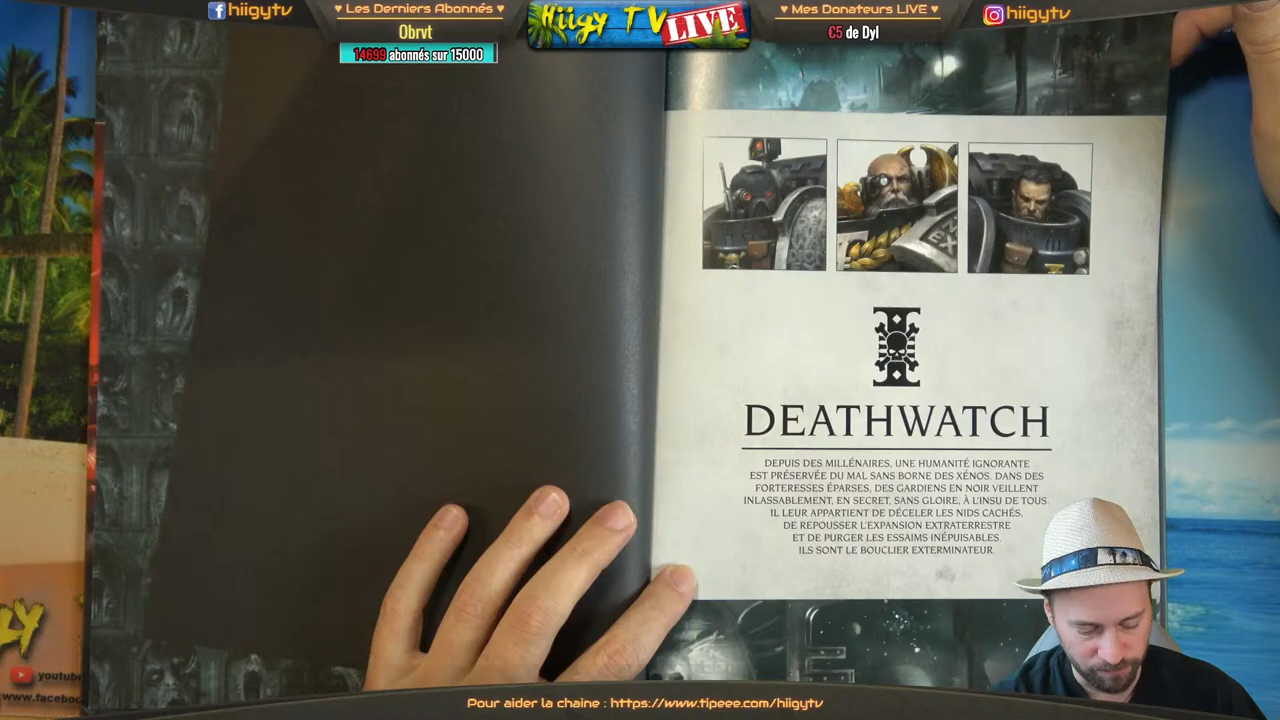 hiigytv
♥ Les Derniers Abonnés ♥
Obrvt
14699 abonnés sur 15000
Hiigy TV
LIVE
♥ Mes Donateurs LIVE ♥
€5 de Dyl
hiigytv
DEATHWATCH
DEPUIS DES MILLÉNAIRES, UNE HUMANITÉ IGNORANTE
EST PRÉSERVÉE DU MAL SANS BORNE DES XÉNOS. DANS DES
FORTERESSES ÉPARSES, DES GARDIENS EN NOIR VEILLENT
INLASSABLEMENT, EN SECRET, SANS GLOIRE, À L'INSU DE TOUS.
IL LEUR APPARTIENT DE DÉCELER LES NIDS CACHÉS,
DE REPOUSSER L'EXPANSION EXTRATERRESTRE
ET DE PURGER LES ESSAIMS INÉPUISABLES.
ILS SONT LE BOUCLIER EXTERMINATEUR.
youtub
www.faceboo
Pour aider la chaine : https://www.tipeee.com/hiigytv